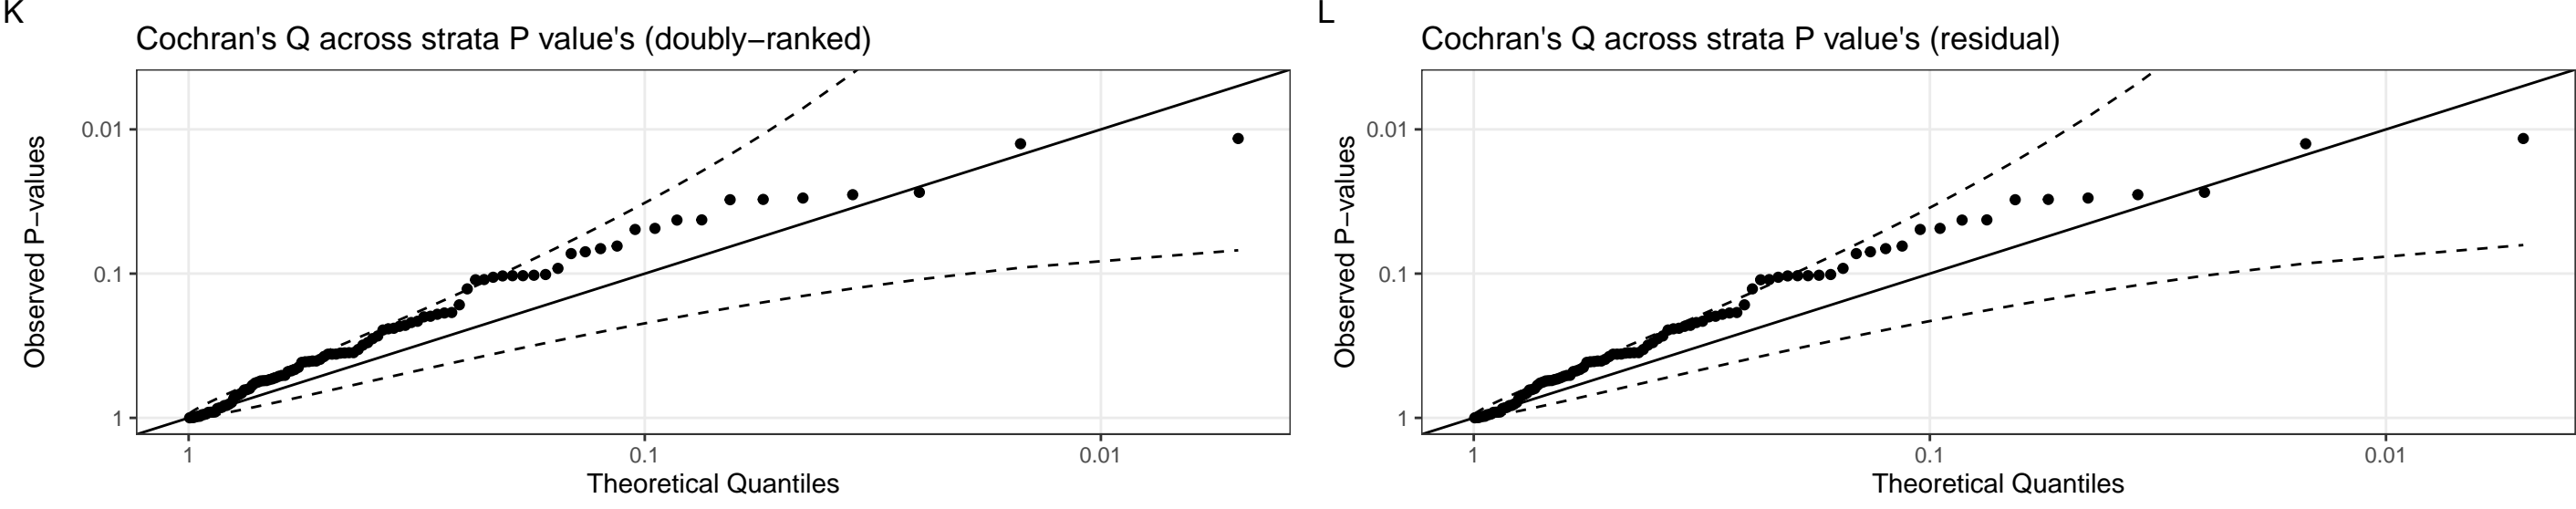 K
Cochran's Q across strata P value's (doubly−ranked)
Observed P−values
0.01
0.1
1
1
0.1
0.01
Theoretical Quantiles
L
Cochran's Q across strata P value's (residual)
Observed P−values
0.01
0.1
1
1
0.1
0.01
Theoretical Quantiles